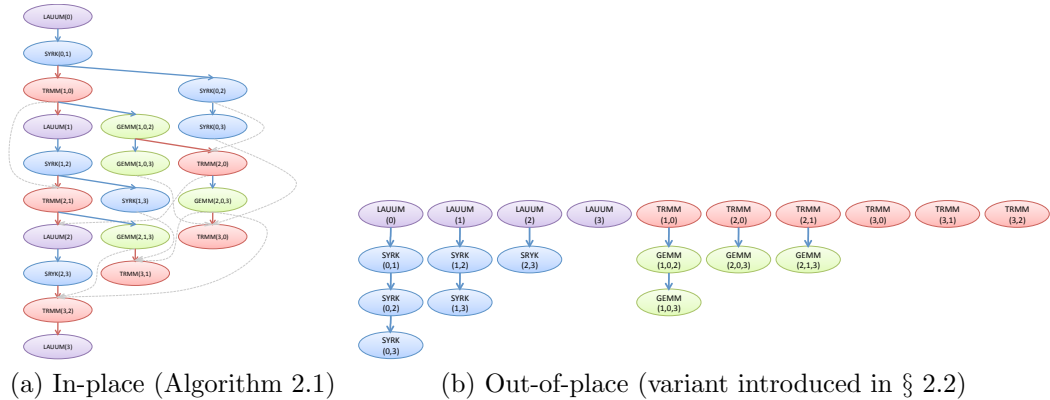 LAUUM(0)
SYRK(0,1)
TRMM(1,0)
SYRK(0,2)
LAUUM(1)
GEMM(1,0,2)
SYRK(0,3)
SYRK(1,2)
GEMM(1,0,3)
TRMM(2,0)
TRMM(2,1)
SYRK(1,3)
GEMM(2,0,3)
LAUUM(2)
GEMM(2,1,3)
TRMM(3,0)
SRYK(2,3)
TRMM(3,1)
TRMM(3,2)
LAUUM(3)
(a) In-place (Algorithm 2.1)
LAUUM
(0)
LAUUM
(1)
LAUUM
(2)
LAUUM
(3)
TRMM
(1,0)
TRMM
(2,0)
TRMM
(2,1)
TRMM
(3,0)
TRMM
(3,1)
TRMM
(3,2)
SYRK
(0,1)
SYRK
(1,2)
SRYK
(2,3)
GEMM
(1,0,2)
GEMM
(2,0,3)
GEMM
(2,1,3)
SYRK
(0,2)
SYRK
(1,3)
GEMM
(1,0,3)
SYRK
(0,3)
(b) Out-of-place (variant introduced in § 2.2)